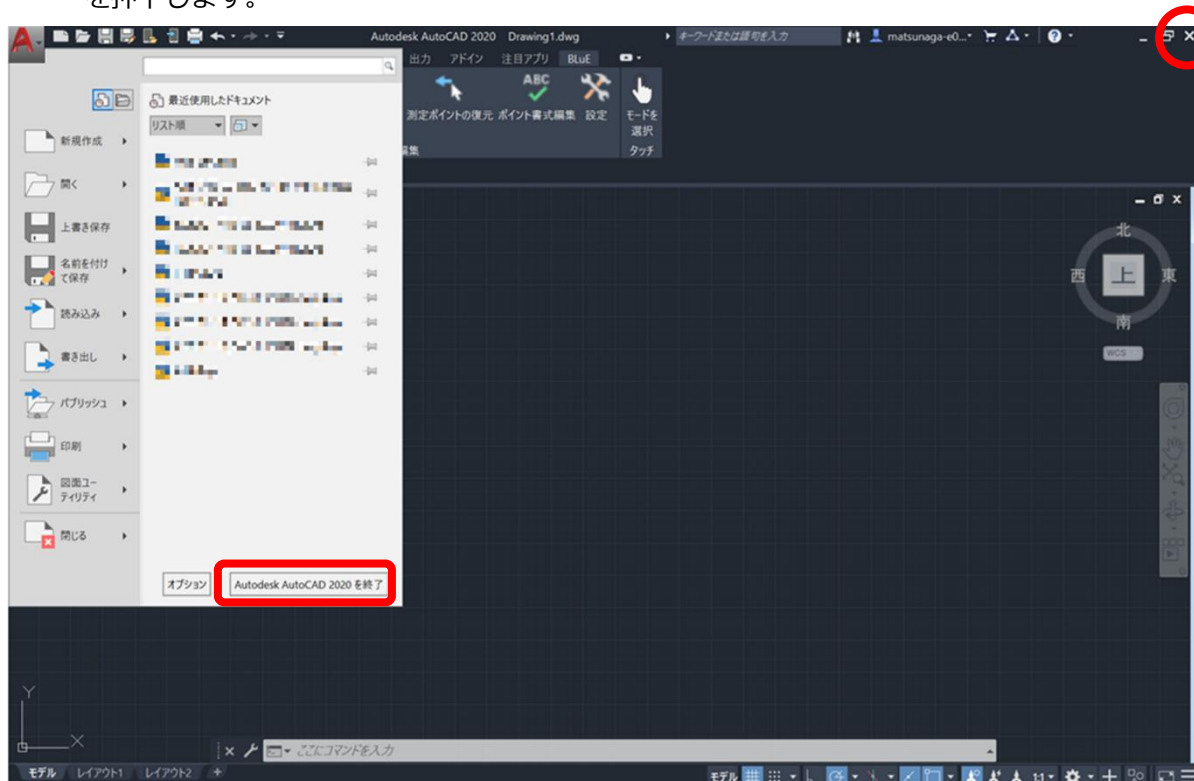 を押下します。
Autodesk AutoCAD 2020 Drawing1.dwg
キーワードまたは語句を入力
matsunaga-e0...
出力 アドイン 注目アプリ BLuE
最近使用したドキュメント
リスト順
測定ポイントの復元 ポイント書式編集 設定 モードを
選択
タッチ
ABC
新規作成
開く
上書き保存
名前を付け
て保存
読み込み
書き出し
パブリッシュ
印刷
図面ユー
ティリティ
閉じる
オプション Autodesk AutoCAD 2020 を終了
北
西 上 東
南
WCS
Y
X
ここにコマンドを入力
モデル レイアウト1 レイアウト2 +
モデル 1:1